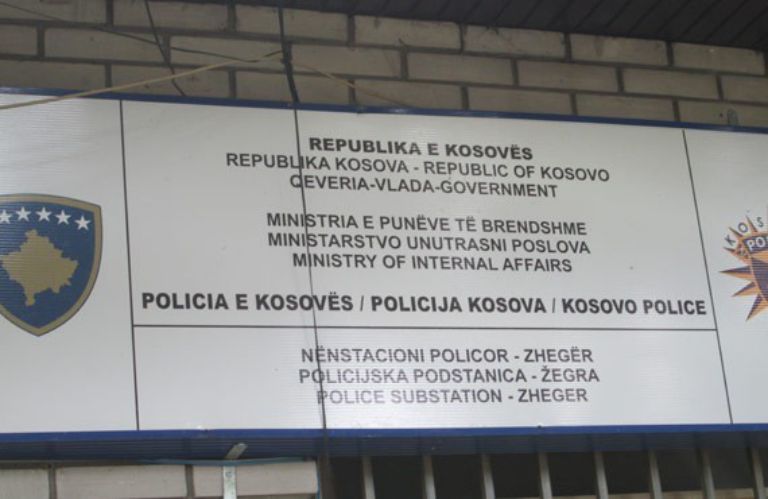 REPUBLIKA E KOSOVËS
REPUBLIKA KOSOVA - REPUBLIC OF KOSOVO
QEVERIA-VLADA-GOVERNMENT
MINISTRIA E PUNËVE TË BRENDSHME
MINISTARSTVO UNUTRASNI POSLOVA
MINISTRY OF INTERNAL AFFAIRS
POLICIA E KOSOVËS / POLICIJA KOSOVA / KOSOVO POLICE
NËNSTACIONI POLICOR - ZHEGËR
POLICIJSKA PODSTANICA - ŽEGRA
POLICE SUBSTATION - ZHEGER